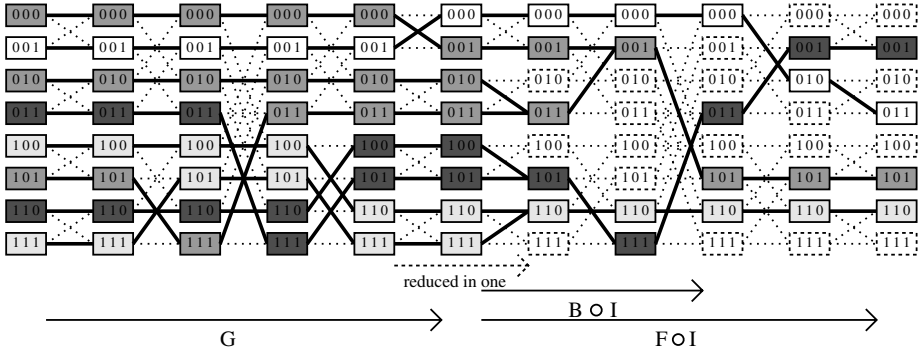 000 000 000 000 000 000 000 000 000 000 000
001 001 001 001 001 001 001 001 001 001 001
010 010 010 010 010 010 010 010 010 010 010
011 011 011 011 011 011 011 011 011 011 011
100 100 100 100 100 100 100 100 100 100 100
101 101 101 101 101 101 101 101 101 101 101
110 110 110 110 110 110 110 110 110 110 110
111 111 111 111 111 111 111 111 111 111 111
reduced in one
B o I
G F o I